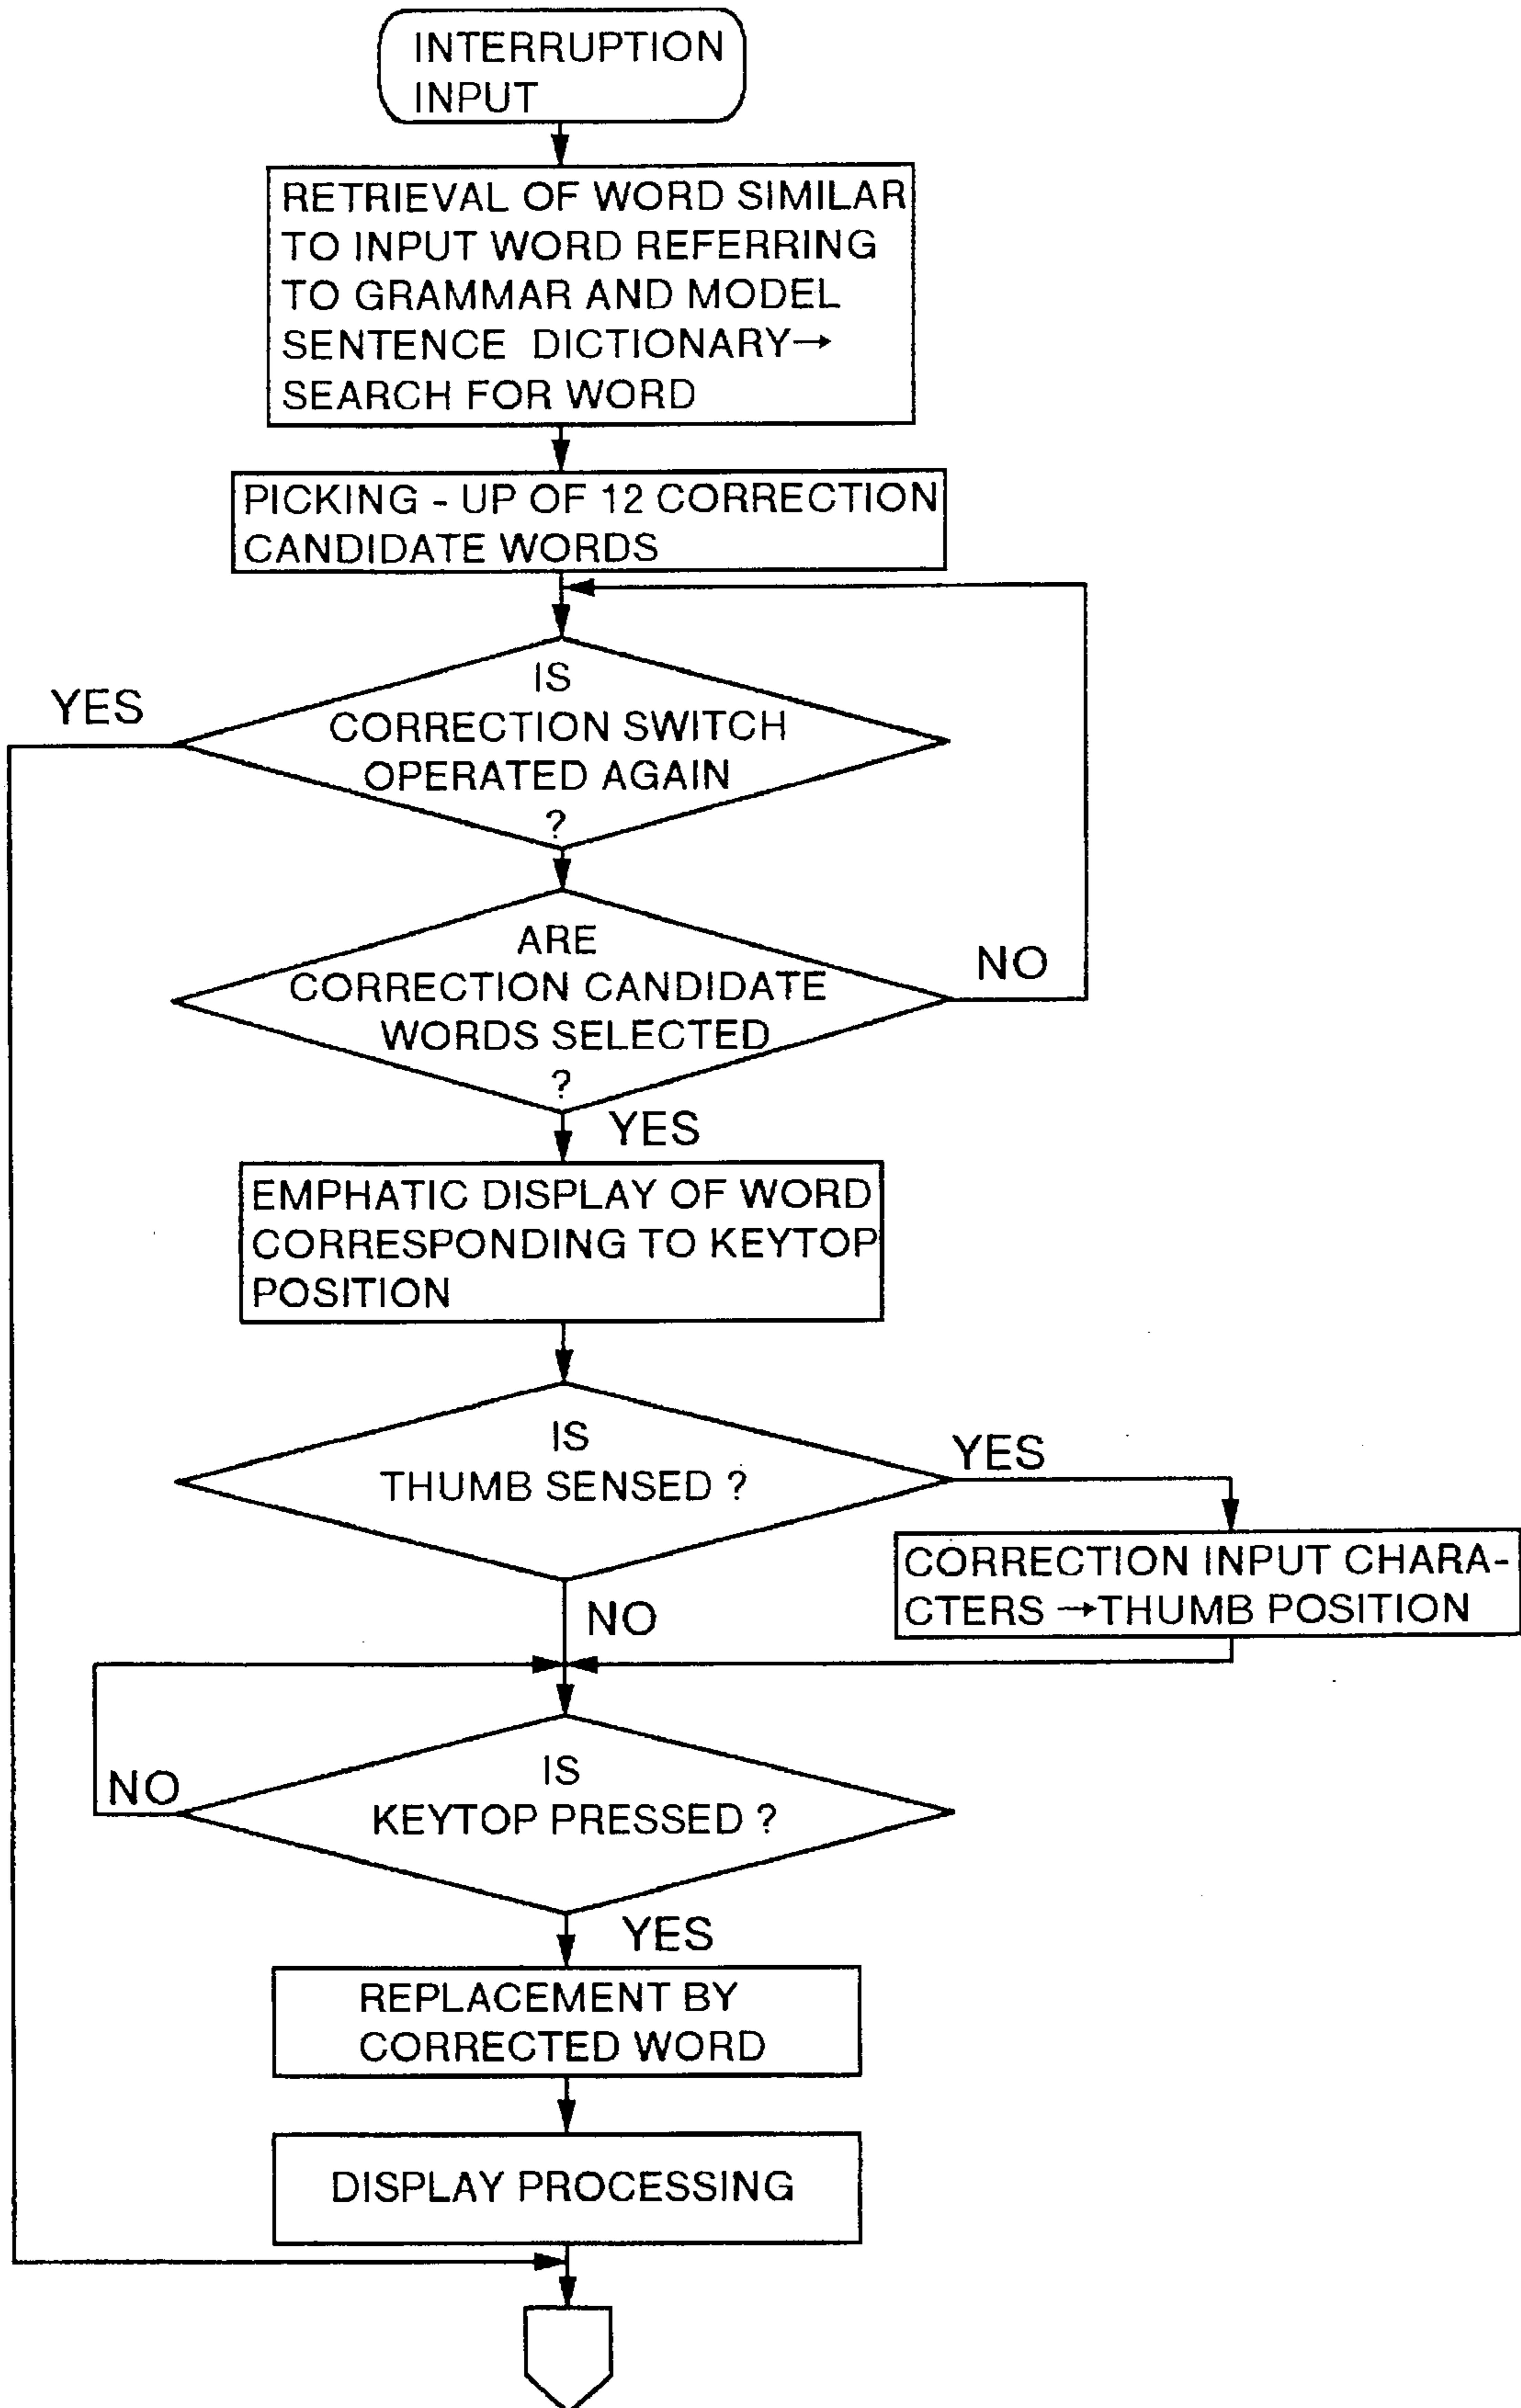 INTERRUPTION
INPUT
RETRIEVAL OF WORD SIMILAR
TO INPUT WORD REFERRING
TO GRAMMAR AND MODEL
SENTENCE DICTIONARY→
SEARCH FOR WORD
PICKING - UP OF 12 CORRECTION
CANDIDATE WORDS
YES
IS
CORRECTION SWITCH
OPERATED AGAIN
?
ARE
CORRECTION CANDIDATE
WORDS SELECTED
?
NO
YES
EMPHATIC DISPLAY OF WORD
CORRESPONDING TO KEYTOP
POSITION
IS
THUMB SENSED ?
YES
CORRECTION INPUT CHARA-
CTERS →THUMB POSITION
NO
NO
IS
KEYTOP PRESSED ?
YES
REPLACEMENT BY
CORRECTED WORD
DISPLAY PROCESSING